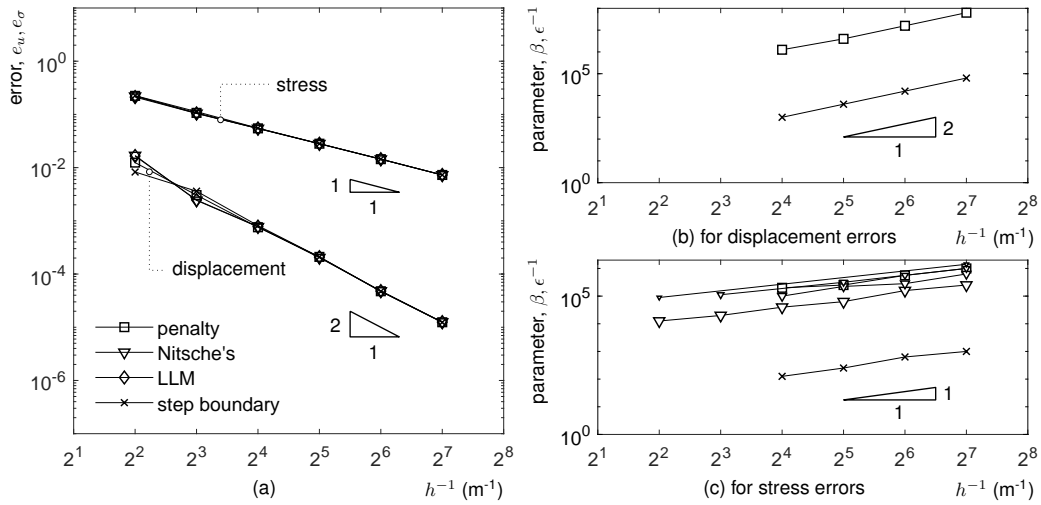 error, e_u, e_σ
10^0
10^-2
10^-4
10^-6
stress
displacement
1
1
2
1
penalty
Nitsche's
LLM
step boundary
2^1 2^2 2^3 2^4 2^5 2^6 2^7 2^8
(a) h^-1 (m^-1)
parameter, β, ϵ^-1
10^5
10^0
2
1
2^1 2^2 2^3 2^4 2^5 2^6 2^7 2^8
(b) for displacement errors h^-1 (m^-1)
parameter, β, ϵ^-1
10^5
10^0
1
1
2^1 2^2 2^3 2^4 2^5 2^6 2^7 2^8
(c) for stress errors h^-1 (m^-1)